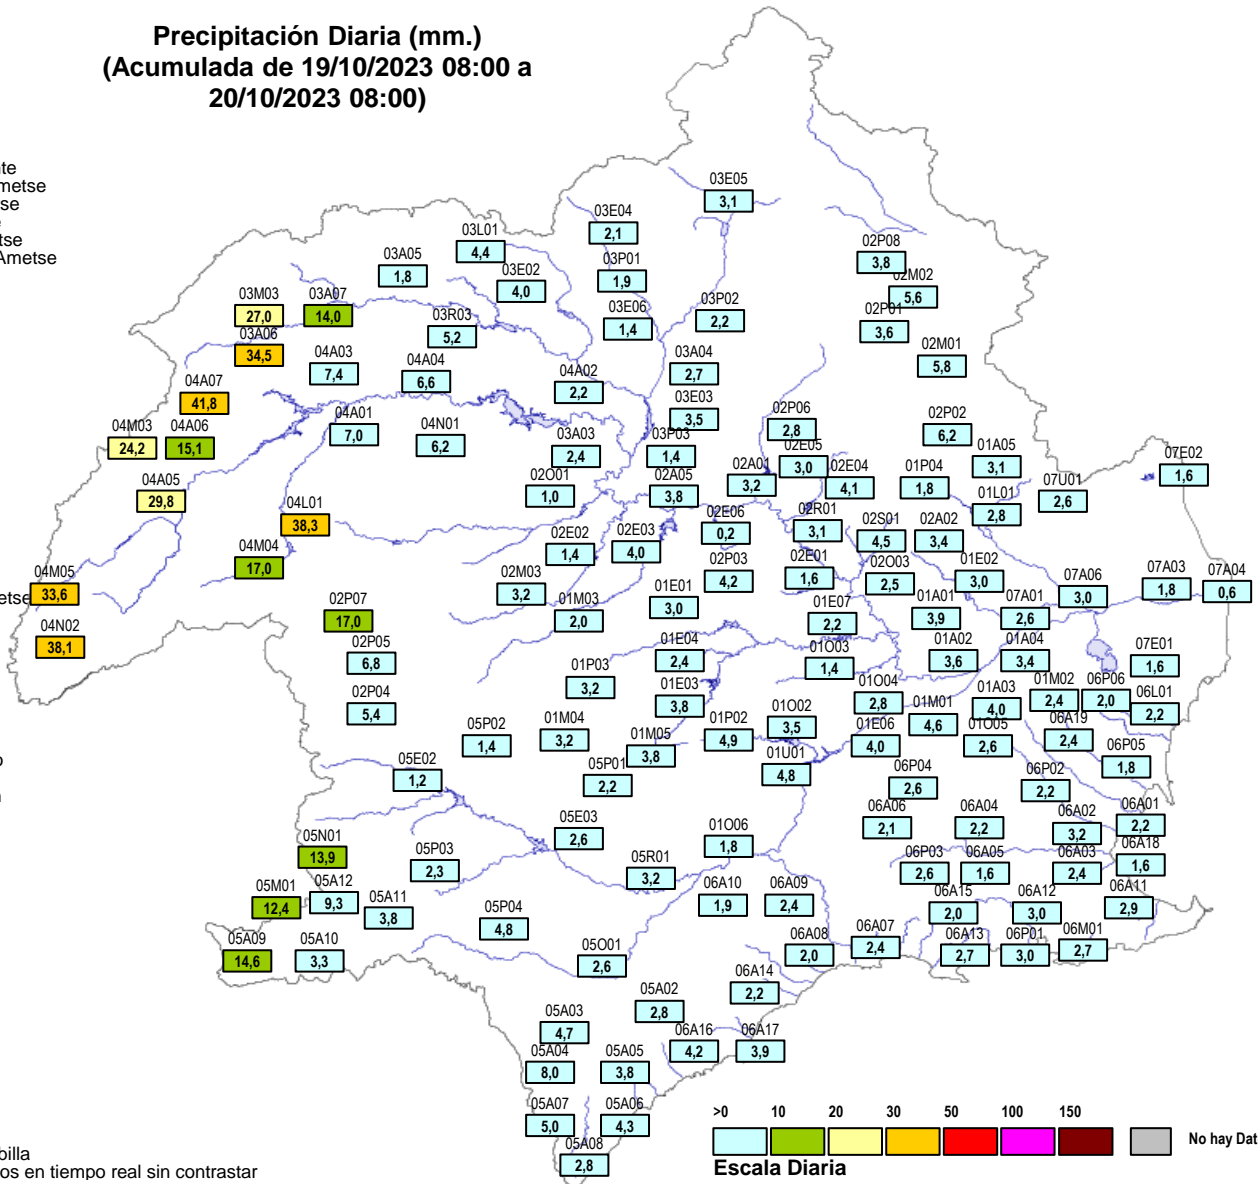 Precipitación Diaria (mm.)
(Acumulada de 19/10/2023 08:00 a
20/10/2023 08:00)
nte
metse
se
e
tse
Ametse
03E05
3,1
03E04
2,1
03L01
4,4
03A05
1,8
03P01
1,9
03E02
4,0
02P08
3,8
02M02
5,6
03M03
27,0
03A07
14,0
03P02
2,2
02P01
3,6
03E06
1,4
03R03
5,2
03A06
34,5
04A03
7,4
04A04
6,6
03A04
2,7
02M01
5,8
04A02
2,2
04A07
41,8
03E03
3,5
04A01
7,0
04N01
6,2
02P06
2,8
02P02
6,2
04M03
24,2
04A06
15,1
03A03
2,4
03P03
1,4
02E05
3,0
01A05
3,1
07E02
1,6
04A05
29,8
02O01
1,0
02A05
3,8
02A01
3,2
02E04
4,1
01P04
1,8
07U01
2,6
01L01
2,8
04L01
38,3
02E06
0,2
02R01
3,1
02S01
4,5
02A02
3,4
02E02
1,4
02E03
4,0
04M04
17,0
02P03
4,2
02E01
1,6
02O03
2,5
01E02
3,0
07A03
1,8
07A04
0,6
04M05
33,6
etse
02M03
3,2
07A06
3,0
01E01
3,0
01M03
2,0
02P07
17,0
01E07
2,2
01A01
3,9
07A01
2,6
04N02
38,1
02P05
6,8
01E04
2,4
01O03
1,4
01A02
3,6
01A04
3,4
07E01
1,6
01P03
3,2
01E03
3,8
01O04
2,8
01A03
4,0
01M02
2,4
06P06
2,0
06L01
2,2
02P04
5,4
01M01
4,6
01O02
3,5
05P02
1,4
01M04
3,2
01P02
4,9
01E06
4,0
01O05
2,6
06A19
2,4
01M05
3,8
o
06P05
1,8
05E02
1,2
05P01
2,2
01U01
4,8
06P04
2,6
06P02
2,2
06A06
2,1
06A04
2,2
06A02
3,2
06A01
2,2
05E03
2,6
01O06
1,8
05N01
13,9
05P03
2,3
05R01
3,2
06P03
2,6
06A05
1,6
06A03
2,4
06A18
1,6
05M01
12,4
05A12
9,3
05A11
3,8
06A10
1,9
06A09
2,4
06A15
2,0
06A12
3,0
06A11
2,9
05P04
4,8
05A09
14,6
05A10
3,3
05O01
2,6
06A08
2,0
06A07
2,4
06A13
2,7
06P01
3,0
06M01
2,7
06A14
2,2
05A02
2,8
05A03
4,7
06A16
4,2
06A17
3,9
05A04
8,0
05A05
3,8
05A07
5,0
05A06
4,3
05A08
2,8
>0 10 20 30 50 100 150
No hay Dat
Escala Diaria
billa
os en tiempo real sin contrastar